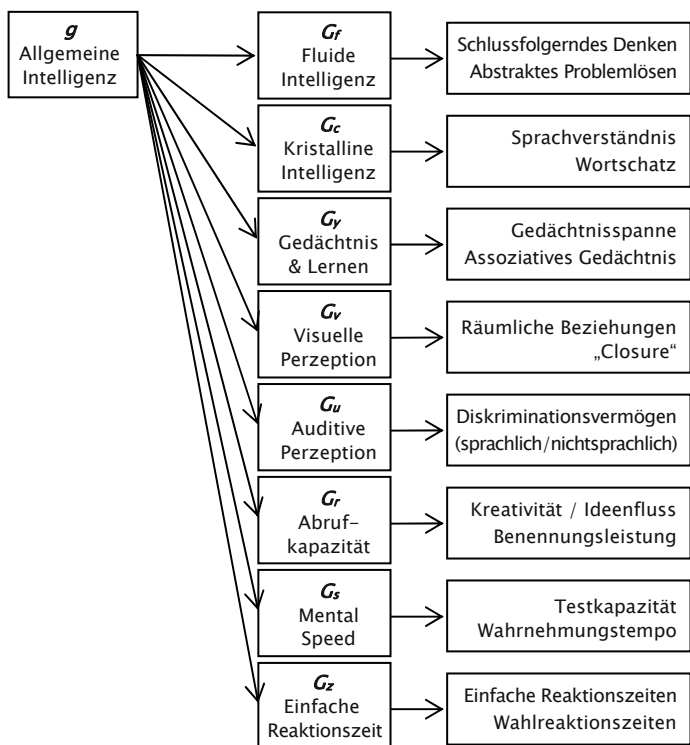 g
Allgemeine
Intelligenz
Gf
Fluide
Intelligenz
Schlussfolgerndes Denken
Abstraktes Problemlösen
Gc
Kristalline
Intelligenz
Sprachverständnis
Wortschatz
Gy
Gedächtnis
& Lernen
Gedächtnisspanne
Assoziatives Gedächtnis
Gv
Visuelle
Perzeption
Räumliche Beziehungen
„Closure“
Gu
Auditive
Perzeption
Diskriminationsvermögen
(sprachlich/nichtsprachlich)
Gr
Abruf-
kapazität
Kreativität / Ideenfluss
Benennungsleistung
Gs
Mental
Speed
Testkapazität
Wahrnehmungstempo
Gz
Einfache
Reaktionszeit
Einfache Reaktionszeiten
Wahlreaktionszeiten